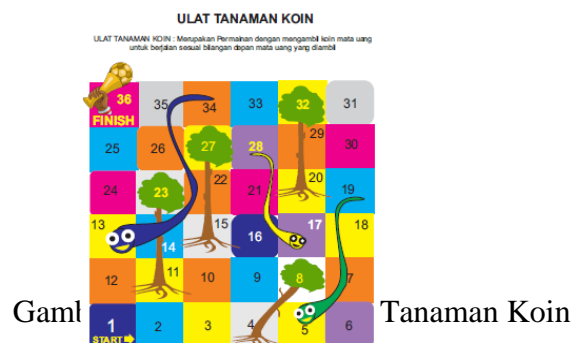 ULAT TANAMAN KOIN
ULAT TANAMAN KOIN : Merupakan Permainan dengan mengambil koin mata uang
untuk berjalan sesuai bilangan depan mata uang yang diambil
36 35 34 33 32 31
FINISH
25 26 27 28 29 30
24 23 22 21 20 19
13 14 15 16 17 18
12 11 10 9 8 7
1 2 3 4 5 6
START
Tanaman Koin